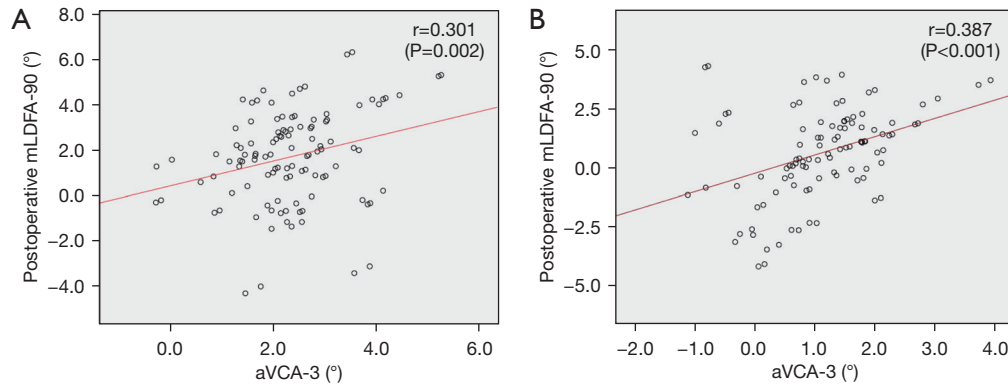 A
r=0.301
(P=0.002)
Postoperative mLDFA-90 (°)
8.0
6.0
4.0
2.0
0.0
−2.0
−4.0
0.0 2.0 4.0 6.0
aVCA-3 (°)
B
r=0.387
(P<0.001)
Postoperative mLDFA-90 (°)
5.0
2.5
0.0
−2.5
−5.0
−2.0 −1.0 0.0 1.0 2.0 3.0 4.0
aVCA-3 (°)